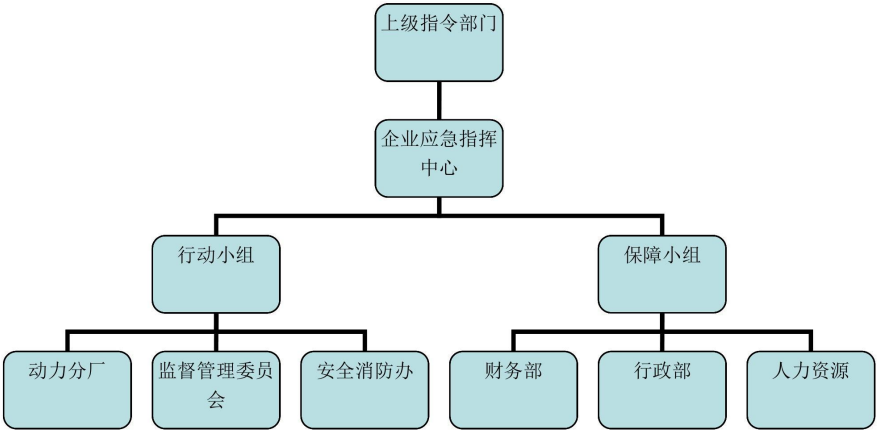 上级指令部门
企业应急指挥
中心
行动小组
保障小组
动力分厂
监督管理委员
会
安全消防办
财务部
行政部
人力资源